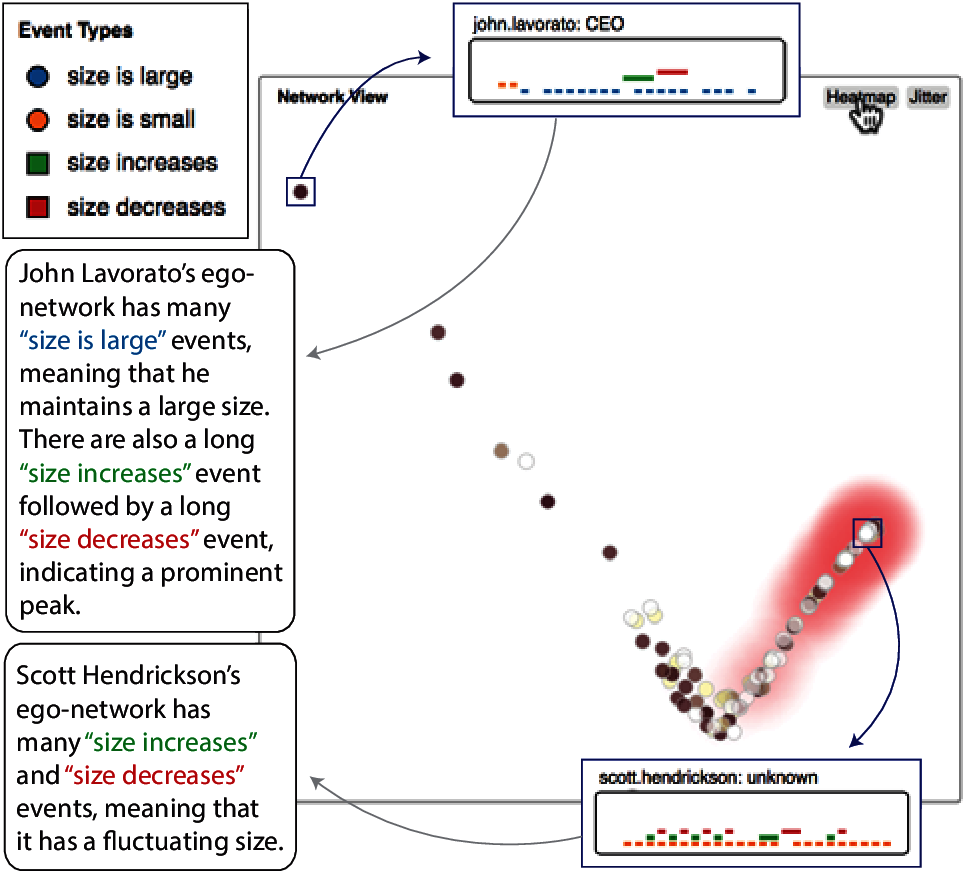 Event Types
size is large
size is small
size increases
size decreases
john.lavorato: CEO
Network View
Heatmap
Jitter
John Lavorato’s ego-
network has many
“size is large” events,
meaning that he
maintains a large size.
There are also a long
“size increases” event
followed by a long
“size decreases” event,
indicating a prominent
peak.
Scott Hendrickson’s
ego-network has
many “size increases”
and “size decreases”
events, meaning that
it has a fluctuating size.
scott.hendrickson: unknown